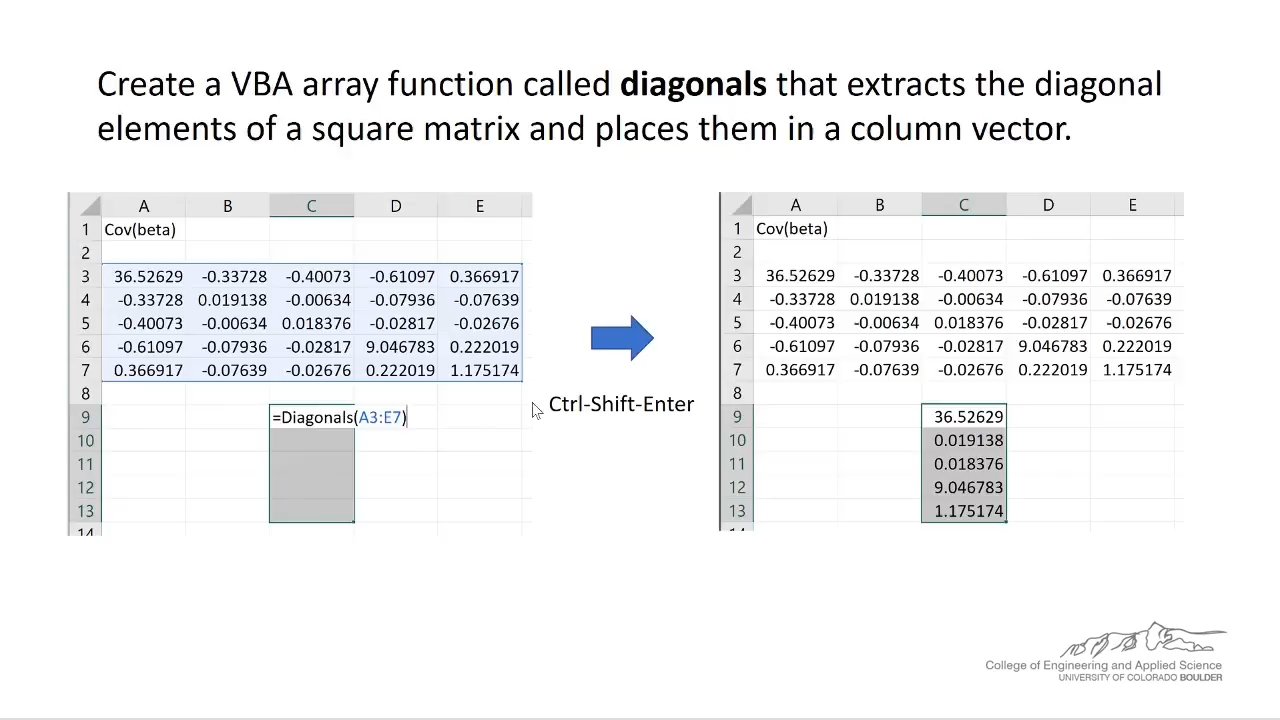 Create a VBA array function called diagonals that extracts the diagonal
elements of a square matrix and places them in a column vector.
A B C D E
1 Cov(beta)
2
3 36.52629 -0.33728 -0.40073 -0.61097 0.366917
4 -0.33728 0.019138 -0.00634 -0.07936 -0.07639
5 -0.40073 -0.00634 0.018376 -0.02817 -0.02676
6 -0.61097 -0.07936 -0.02817 9.046783 0.222019
7 0.366917 -0.07639 -0.02676 0.222019 1.175174
8
9 =Diagonals(A3:E7)
10
11
12
13
14
Ctrl-Shift-Enter
A B C D E
1 Cov(beta)
2
3 36.52629 -0.33728 -0.40073 -0.61097 0.366917
4 -0.33728 0.019138 -0.00634 -0.07936 -0.07639
5 -0.40073 -0.00634 0.018376 -0.02817 -0.02676
6 -0.61097 -0.07936 -0.02817 9.046783 0.222019
7 0.366917 -0.07639 -0.02676 0.222019 1.175174
8
9 36.52629
10 0.019138
11 0.018376
12 9.046783
13 1.175174
College of Engineering and Applied Science
UNIVERSITY OF COLORADO BOULDER